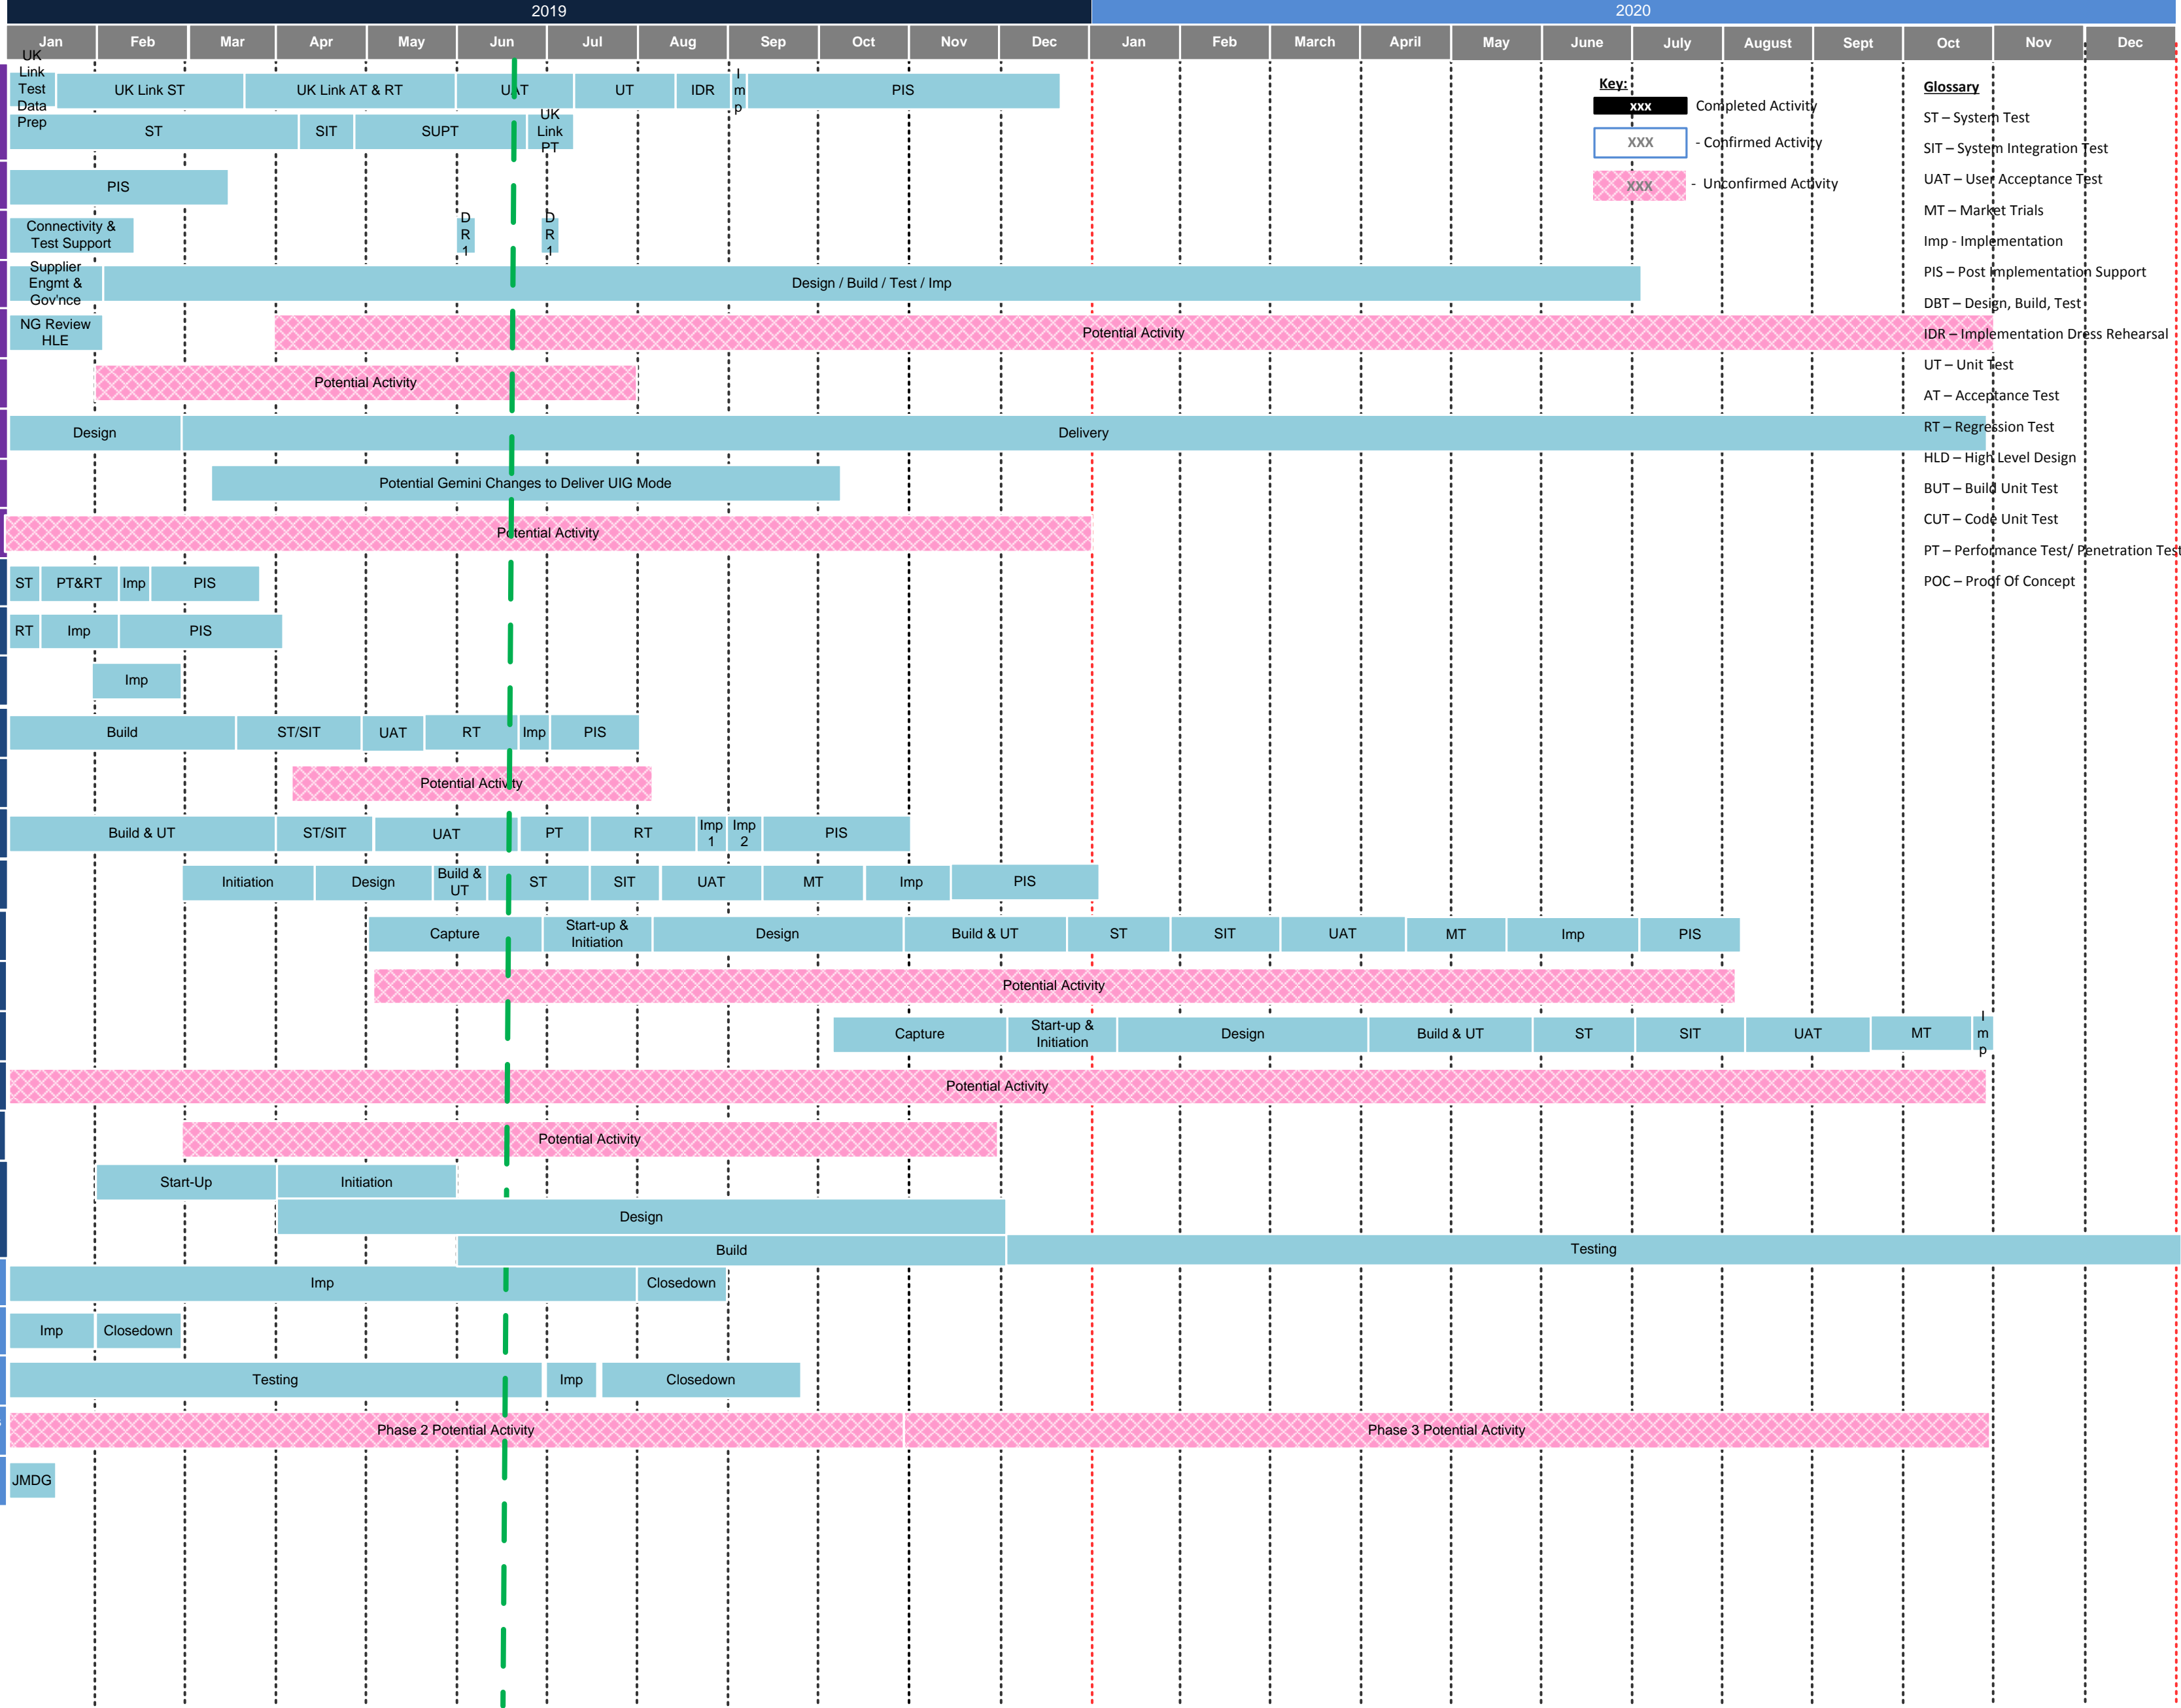 2019
2020
Jan
Feb
Mar
Apr
May
Jun
Jul
Aug
Sep
Oct
Nov
Dec
Jan
Feb
March
April
May
June
July
August
Sept
Oct
Nov
Dec
UK
Link
Test
Data
Prep
UK Link ST
UK Link AT & RT
UAT
UT
IDR
I
m
p
PIS
ST
SIT
SUPT
UK
Link
PT
PIS
Connectivity &
Test Support
D
R
1
D
R
1
Supplier
Engmt &
Gov'nce
Design / Build / Test / Imp
NG Review
HLE
Potential Activity
Potential Activity
Design
Delivery
Potential Gemini Changes to Deliver UIG Mode
Potential Activity
ST
PT&RT
Imp
PIS
RT
Imp
PIS
Imp
Build
ST/SIT
UAT
RT
Imp
PIS
Potential Activity
Build & UT
ST/SIT
UAT
PT
RT
Imp
1
Imp
2
PIS
Initiation
Design
Build &
UT
ST
SIT
UAT
MT
Imp
PIS
Capture
Start-up &
Initiation
Design
Build & UT
ST
SIT
UAT
MT
Imp
PIS
Potential Activity
Capture
Start-up &
Initiation
Design
Build & UT
ST
SIT
UAT
MT
I
m
p
Potential Activity
Potential Activity
Start-Up
Initiation
Design
Build
Testing
Imp
Closedown
Imp
Closedown
Testing
Imp
Closedown
Phase 2 Potential Activity
Phase 3 Potential Activity
JMDG
Key:
xxx Completed Activity
XXX - Confirmed Activity
XXX - Unconfirmed Activity
Glossary
ST – System Test
SIT – System Integration Test
UAT – User Acceptance Test
MT – Market Trials
Imp - Implementation
PIS – Post Implementation Support
DBT – Design, Build, Test
IDR – Implementation Dress Rehearsal
UT – Unit Test
AT – Acceptance Test
RT – Regression Test
HLD – High Level Design
BUT – Build Unit Test
CUT – Code Unit Test
PT – Performance Test/ Penetration Test
POC – Proof Of Concept